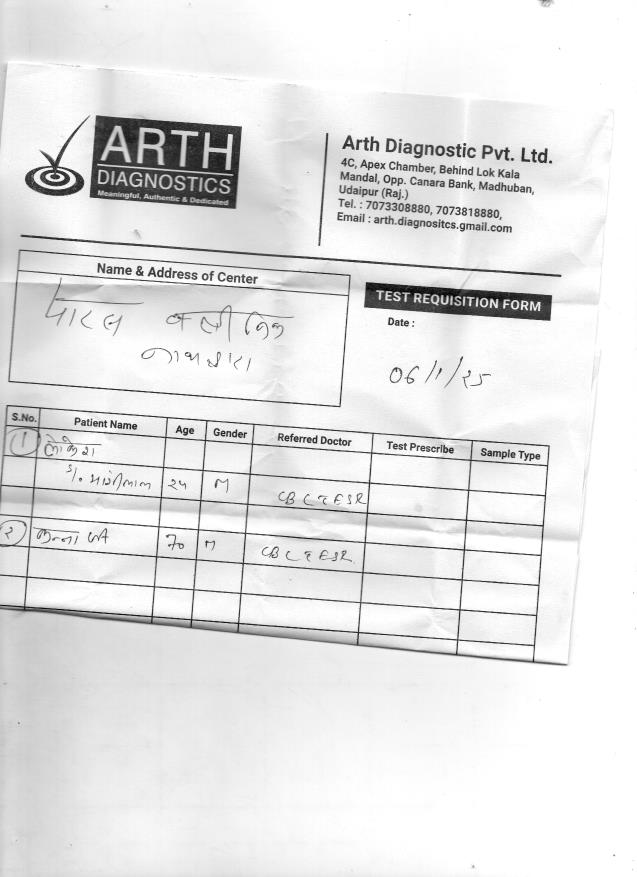 ARTH
DIAGNOSTICS
Meaningful, Authentic & Dedicated
Arth Diagnostic Pvt. Ltd.
4C, Apex Chamber, Behind Lok Kala
Mandal, Opp. Canara Bank, Madhuban,
Udaipur (Raj.)
Tel. : 7073308880, 7073818880,
Email : arth.diagnositcs.gmail.com
Name & Address of Center
पारस क्लीनिक
TEST REQUISITION FORM
Date :
06/1/25
S.No. Patient Name Age Gender Referred Doctor Test Prescribe Sample Type
1 लोकेश
S/o मांगीलाल 24 M CBC ESR
2 70 M CBC ESR